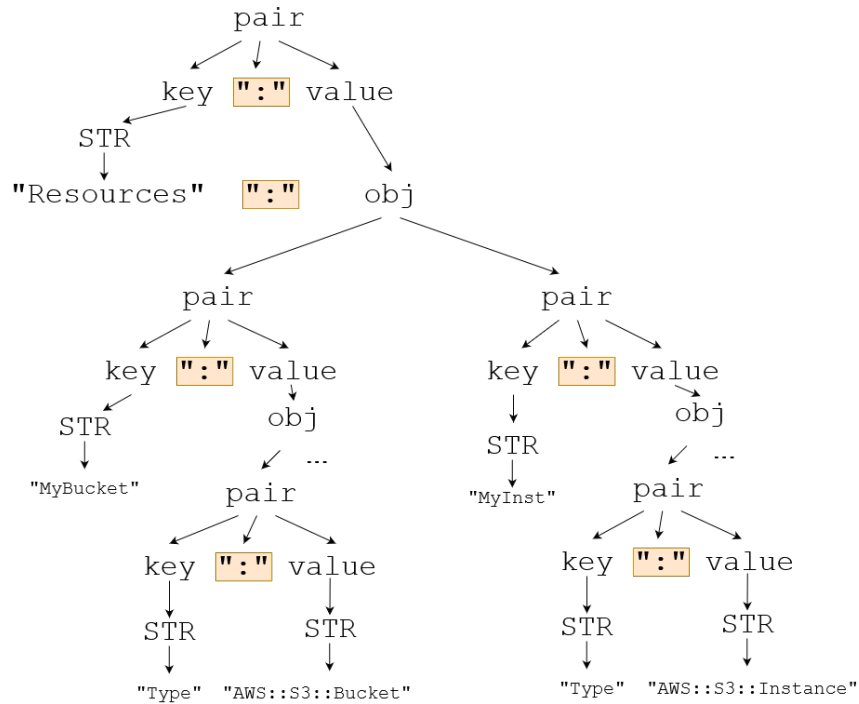 pair
key ":" value
STR
"Resources" ":" obj
pair pair
key ":" value key ":" value
STR obj STR obj
"MyBucket" ... "MyInst" ...
pair pair
key ":" value key ":" value
STR STR STR STR
"Type" "AWS::S3::Bucket" "Type" "AWS::S3::Instance"